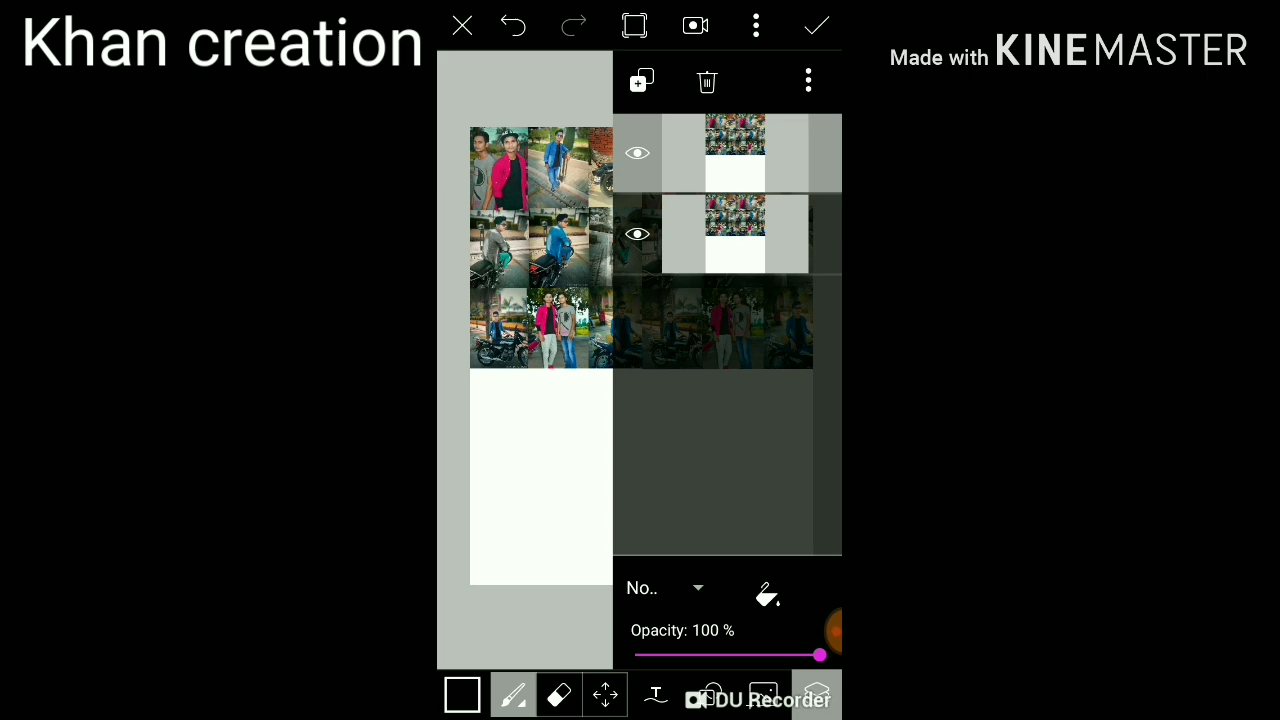 Khan creation
Made with KINEMASTER
No..
Opacity: 100 %
T
DU Recorder